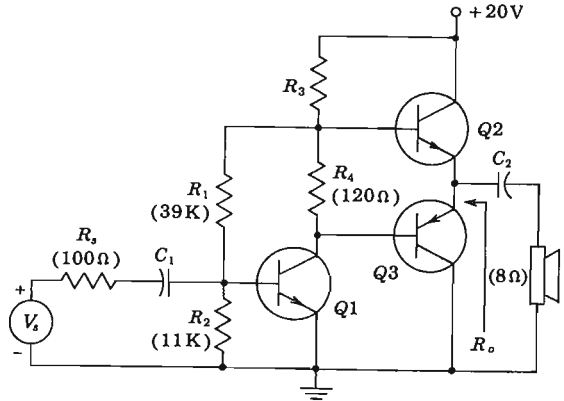 +20V
R3
Q2
C2
R4
(120Ω)
R1
(39K)
Rs
(100Ω)
C1
Q3
(8Ω)
+
Vs
-
Q1
R2
(11K)
Ro